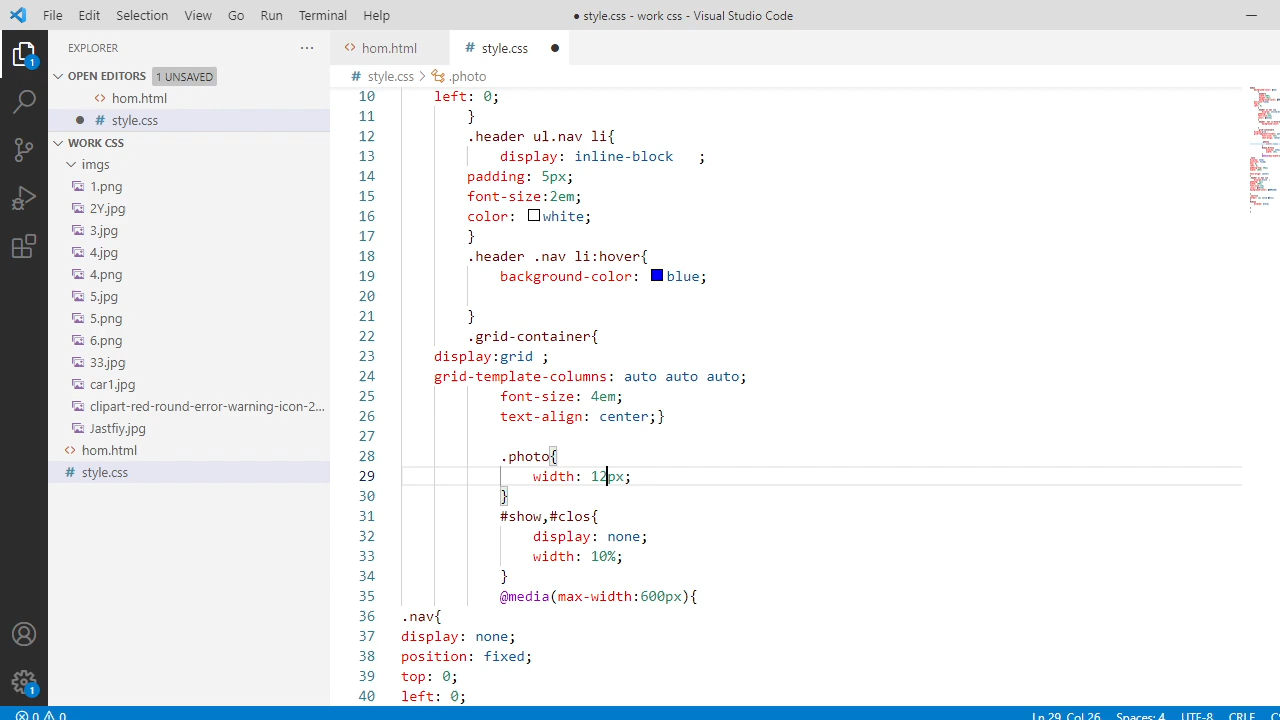 File Edit Selection View Go Run Terminal Help ● style.css - work css - Visual Studio Code
EXPLORER ···
OPEN EDITORS 1 UNSAVED
<> hom.html
● # style.css
WORK CSS
imgs
1.png
2Y.jpg
3.jpg
4.jpg
4.png
5.jpg
5.png
6.png
33.jpg
car1.jpg
clipart-red-round-error-warning-icon-2...
Jastfiy.jpg
<> hom.html
# style.css
1
1
<> hom.html # style.css ●
# style.css > .photo
10 left: 0;
11 }
12 .header ul.nav li{
13 display: inline-block ;
14 padding: 5px;
15 font-size:2em;
16 color: white;
17 }
18 .header .nav li:hover{
19 background-color: blue;
20
21 }
22 .grid-container{
23 display:grid ;
24 grid-template-columns: auto auto auto;
25 font-size: 4em;
26 text-align: center;}
27
28 .photo{
29 width: 12px;
30 }
31 #show,#clos{
32 display: none;
33 width: 10%;
34 }
35 @media(max-width:600px){
36 .nav{
37 display: none;
38 position: fixed;
39 top: 0;
40 left: 0;
0 0 Ln 29, Col 26 Spaces: 4 UTF-8 CRLF